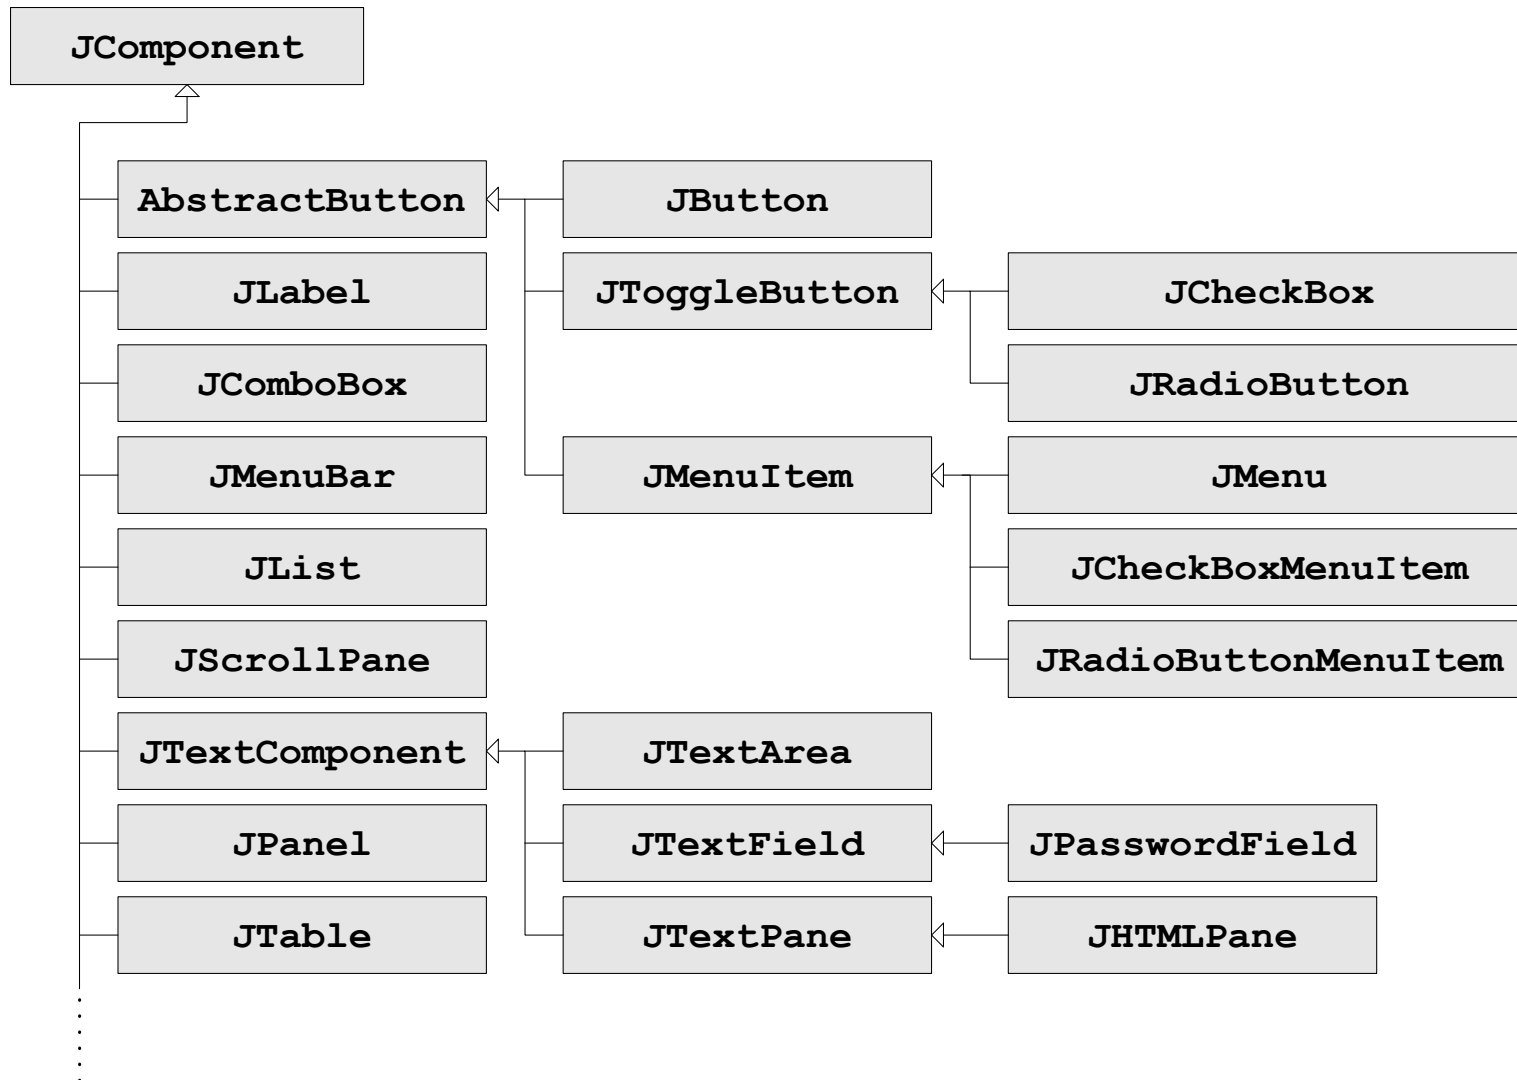 JComponent
AbstractButton
JButton
JLabel
JToggleButton
JCheckBox
JComboBox
JRadioButton
JMenuBar
JMenuItem
JMenu
JList
JCheckBoxMenuItem
JScrollPane
JRadioButtonMenuItem
JTextComponent
JTextArea
JPanel
JTextField
JPasswordField
JTable
JTextPane
JHTMLPane